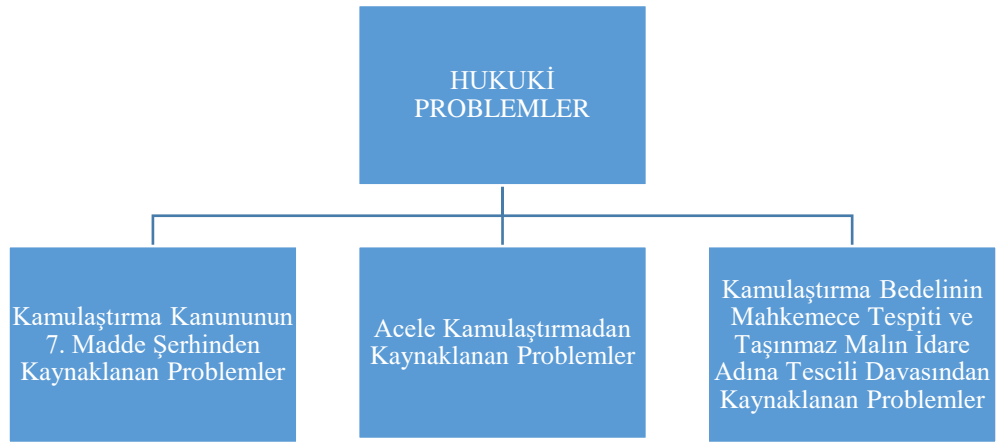 HUKUKİ
PROBLEMLER
Kamulaştırma Kanununun
7. Madde Şerhinden
Kaynaklanan Problemler
Acele Kamulaştırmadan
Kaynaklanan Problemler
Kamulaştırma Bedelinin
Mahkemece Tespiti ve
Taşınmaz Malın İdare
Adına Tescili Davasından
Kaynaklanan Problemler